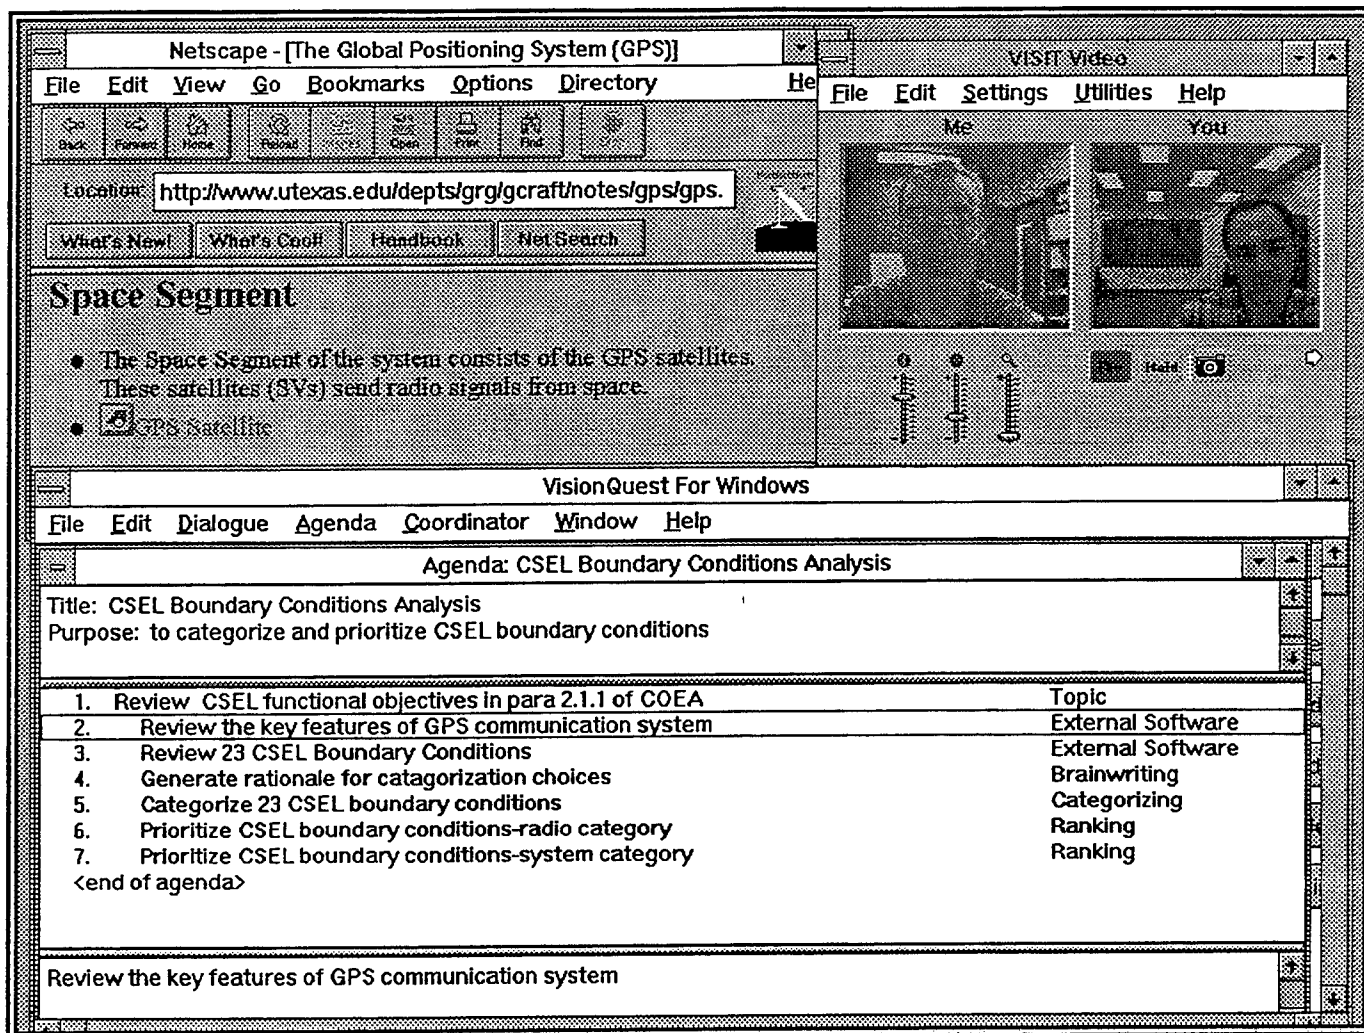 Netscape - [The Global Positioning System (GPS)]
File Edit View Go Bookmarks Options Directory He
Back Forward Home Reload Open Print Find
Location: http://www.utexas.edu/depts/grg/gcraft/notes/gps/gps.
What's New! What's Cool! Handbook Net Search
N
Space Segment
The Space Segment of the system consists of the GPS satellites.
These satellites (SVs) send radio signals from space.
GPS Satellite
VISIT Video
File Edit Settings Utilities Help
Me You
Hold
VisionQuest For Windows
File Edit Dialogue Agenda Coordinator Window Help
Agenda: CSEL Boundary Conditions Analysis
Title: CSEL Boundary Conditions Analysis
Purpose: to categorize and prioritize CSEL boundary conditions
1. Review CSEL functional objectives in para 2.1.1 of COEA Topic
2. Review the key features of GPS communication system External Software
3. Review 23 CSEL Boundary Conditions External Software
4. Generate rationale for catagorization choices Brainwriting
5. Categorize 23 CSEL boundary conditions Categorizing
6. Prioritize CSEL boundary conditions-radio category Ranking
7. Prioritize CSEL boundary conditions-system category Ranking
<end of agenda>
Review the key features of GPS communication system